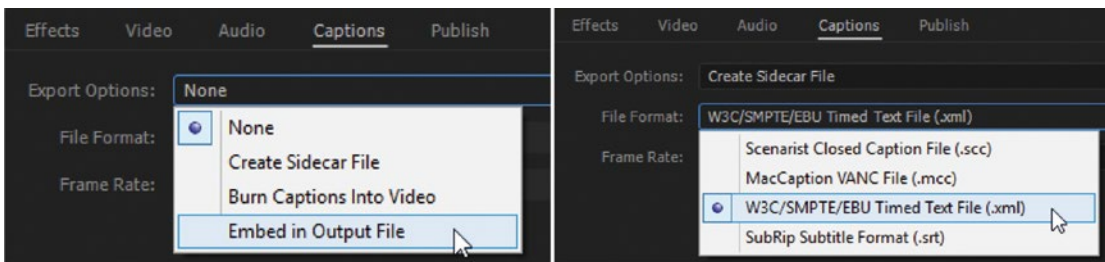 Effects Video Audio Captions Publish
Export Options: None
File Format:
Frame Rate:
None
Create Sidecar File
Burn Captions Into Video
Embed in Output File
Effects Video Audio Captions Publish
Export Options: Create Sidecar File
File Format: W3C/SMPTE/EBU Timed Text File (.xml)
Frame Rate:
Scenarist Closed Caption File (.scc)
MacCaption VANC File (.mcc)
W3C/SMPTE/EBU Timed Text File (.xml)
SubRip Subtitle Format (.srt)